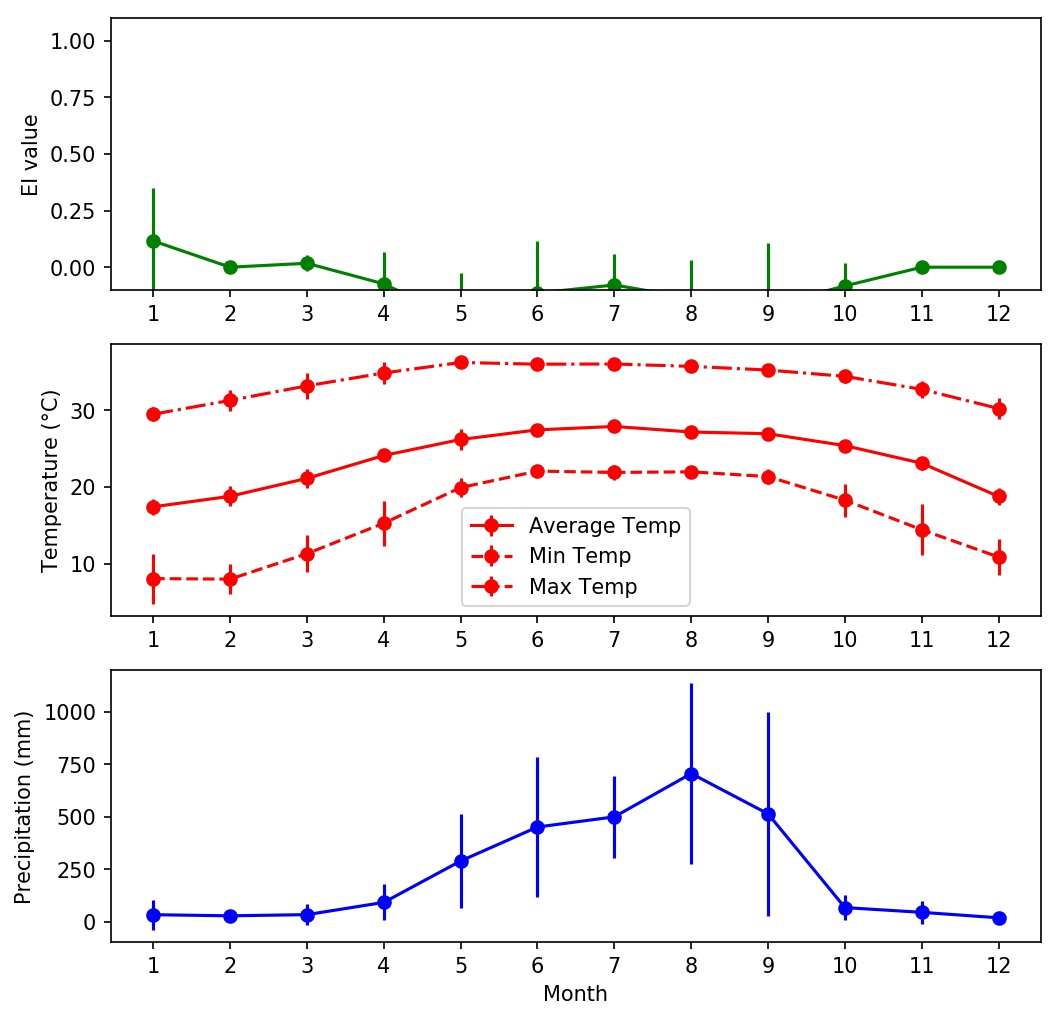 EI value
1.00
0.75
0.50
0.25
0.00
1 2 3 4 5 6 7 8 9 10 11 12
Temperature (°C)
30
20
10
Average Temp
Min Temp
Max Temp
1 2 3 4 5 6 7 8 9 10 11 12
Precipitation (mm)
1000
750
500
250
0
1 2 3 4 5 6 7 8 9 10 11 12
Month